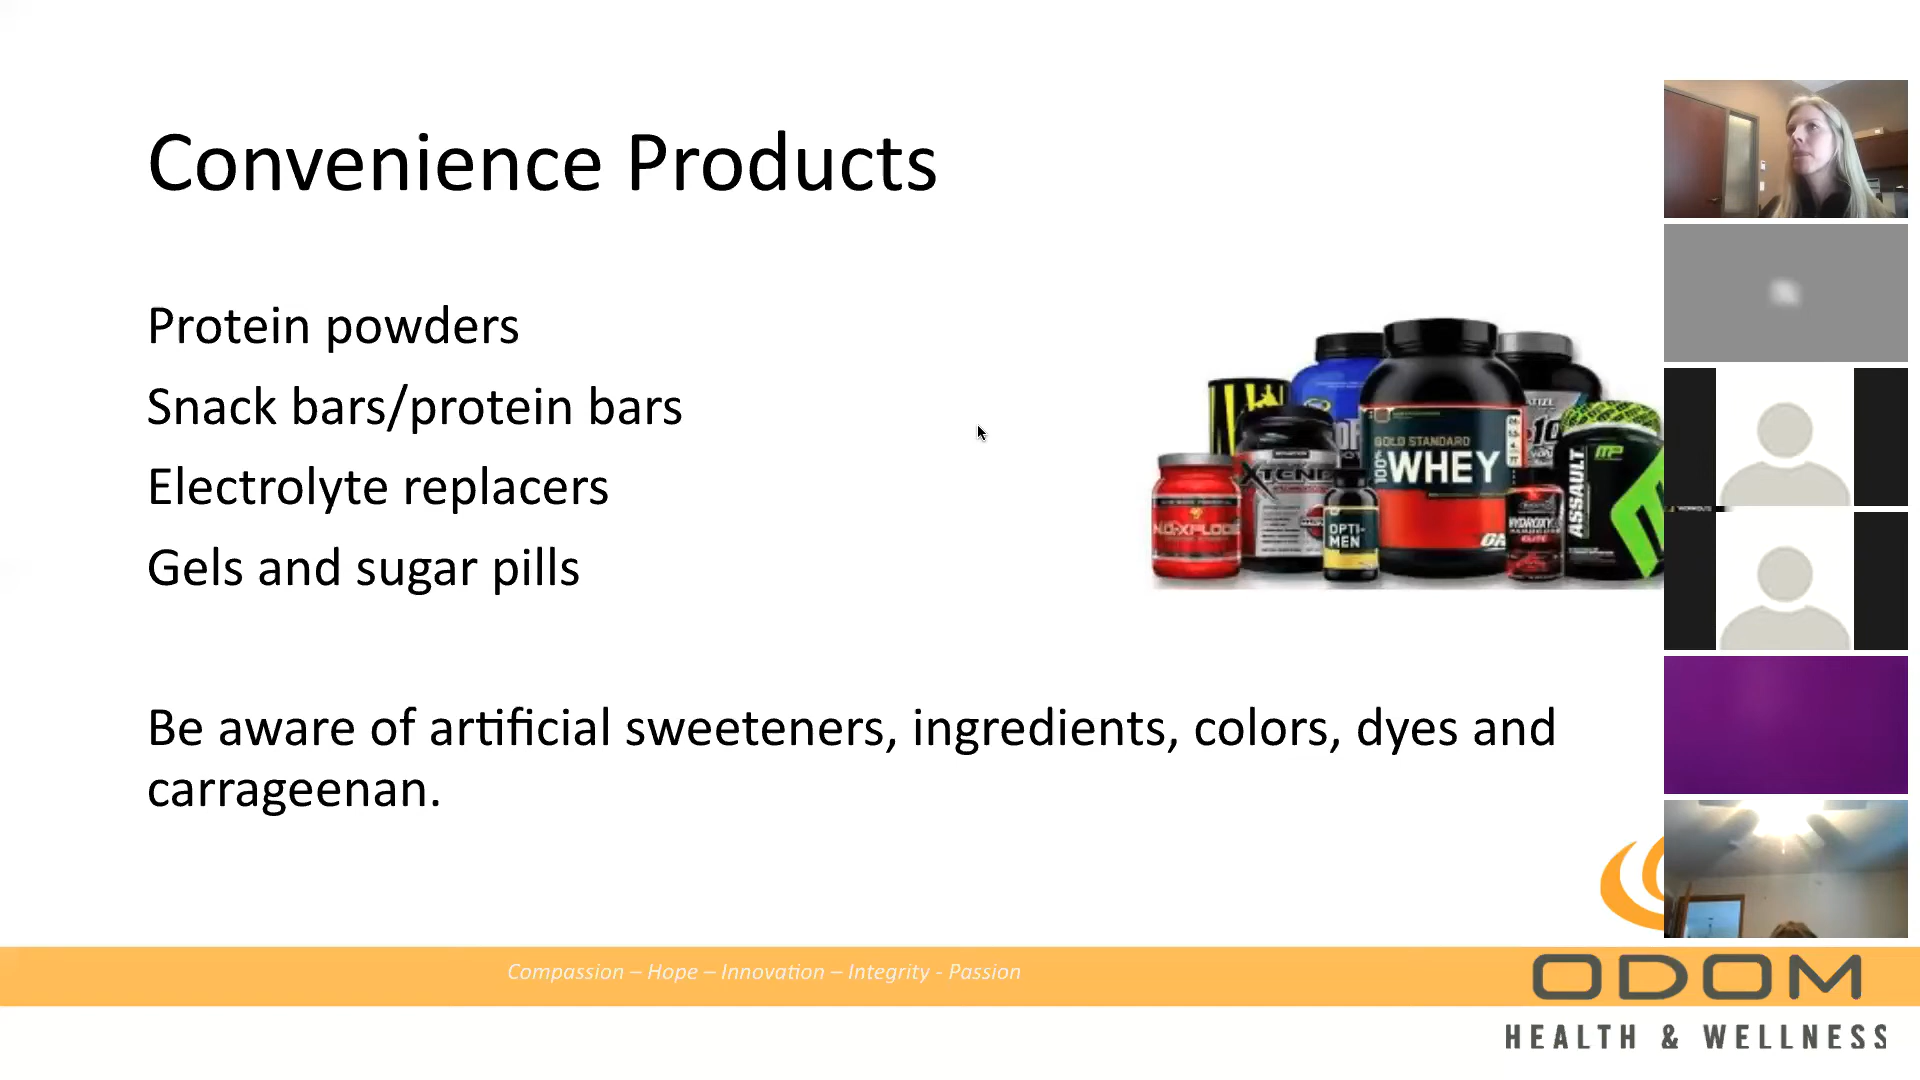 Convenience Products
Protein powders
Snack bars/protein bars
Electrolyte replacers
Gels and sugar pills
GOLD STANDARD
100% WHEY
XTEND
N.O.-XPLODE
OPTI-
MEN
HYDROXYCUT
ELITE
ASSAULT
MP
Be aware of artificial sweeteners, ingredients, colors, dyes and
carrageenan.
Compassion – Hope – Innovation – Integrity - Passion
ODOM
HEALTH & WELLNESS